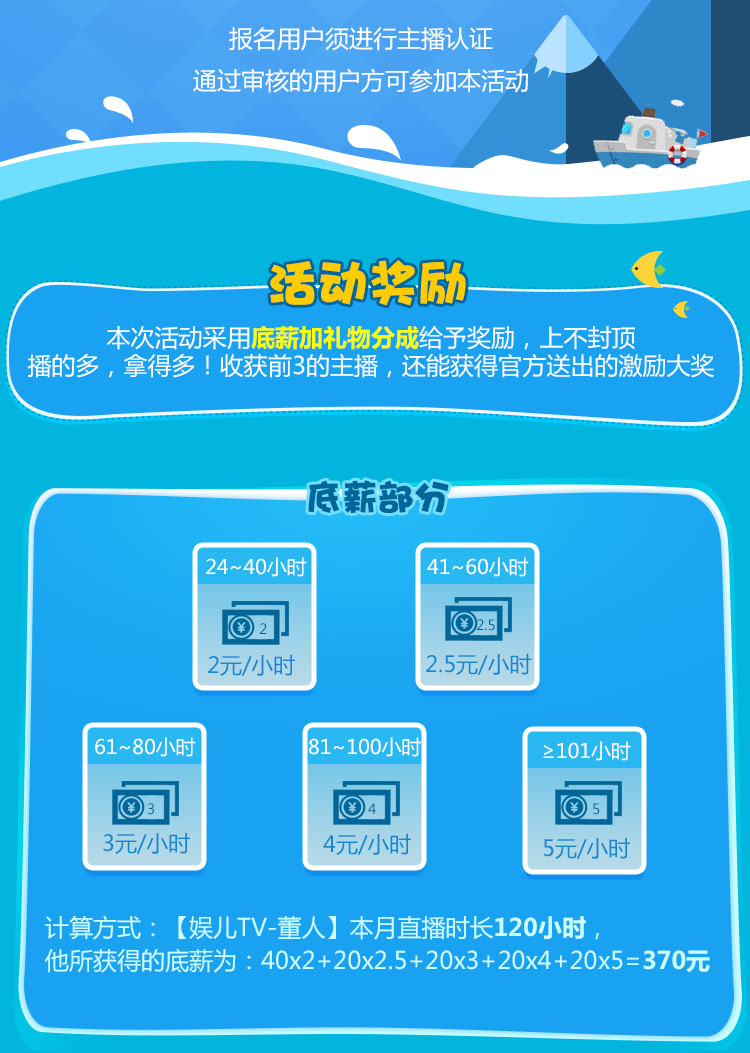 报名用户须进行主播认证
通过审核的用户方可参加本活动
活动奖励
本次活动采用底薪加礼物分成给予奖励，上不封顶
播的多，拿得多！收获前3的主播，还能获得官方送出的激励大奖
底薪部分
24~40小时
¥ 2
2元/小时
41~60小时
¥ 2.5
2.5元/小时
61~80小时
¥ 3
3元/小时
81~100小时
¥ 4
4元/小时
≥101小时
¥ 5
5元/小时
计算方式：【娱儿TV-董人】本月直播时长120小时，
他所获得的底薪为：40x2+20x2.5+20x3+20x4+20x5=370元